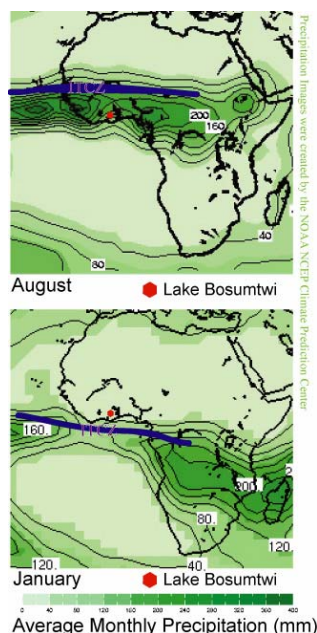 Precipitation Images were created by the NOAA NCEP Climate Prediction Center
itcz
200
160
40
80
August
Lake Bosumtwi
160.
itcz
200
2
80.
120.
120.
40.
January
Lake Bosumtwi
0 40 80 120 160 200 240 280 320 360 400
Average Monthly Precipitation (mm)